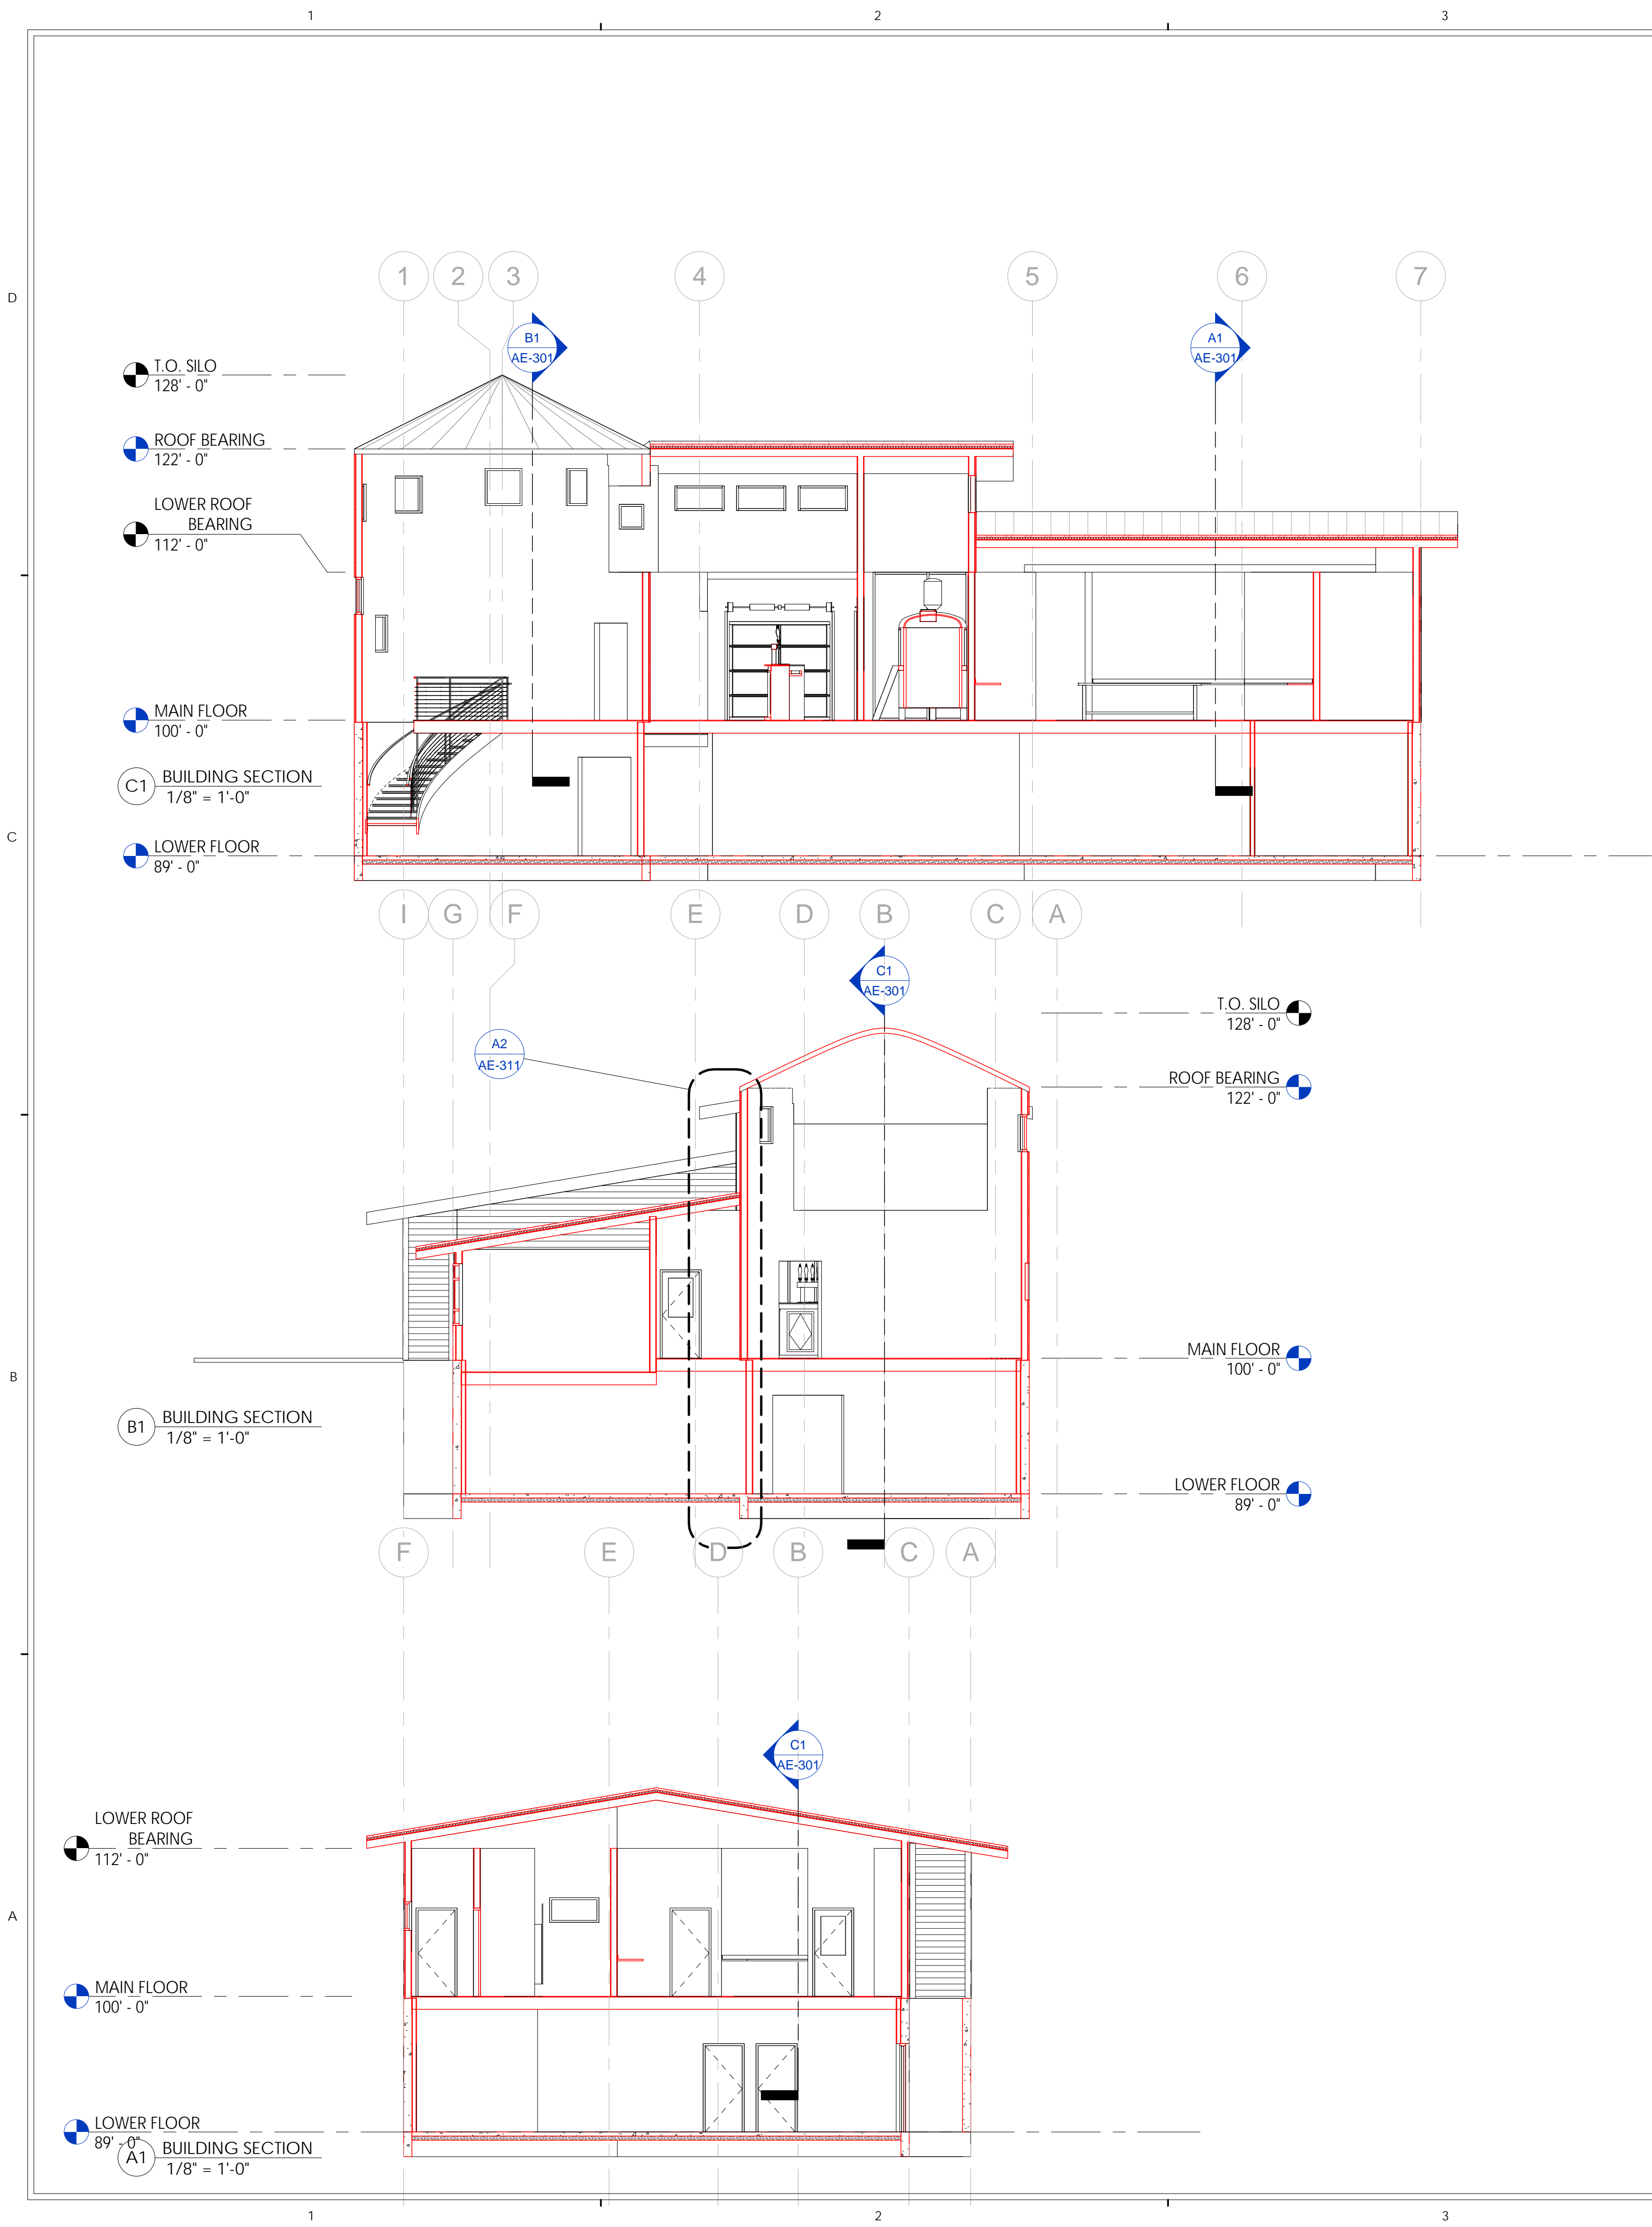 1
2
3
D
1
2
3
4
5
6
7
B1
AE-301
A1
AE-301
T.O. SILO
128' - 0"
ROOF BEARING
122' - 0"
LOWER ROOF
BEARING
112' - 0"
MAIN FLOOR
100' - 0"
C1
BUILDING SECTION
1/8" = 1'-0"
C
LOWER FLOOR
89' - 0"
I
G
F
E
D
B
C
A
C1
AE-301
T.O. SILO
128' - 0"
A2
AE-311
ROOF BEARING
122' - 0"
MAIN FLOOR
100' - 0"
B
B1
BUILDING SECTION
1/8" = 1'-0"
LOWER FLOOR
89' - 0"
F
E
D
B
C
A
C1
AE-301
LOWER ROOF
BEARING
112' - 0"
A
MAIN FLOOR
100' - 0"
LOWER FLOOR
89' - 0"
A1
BUILDING SECTION
1/8" = 1'-0"
1
2
3